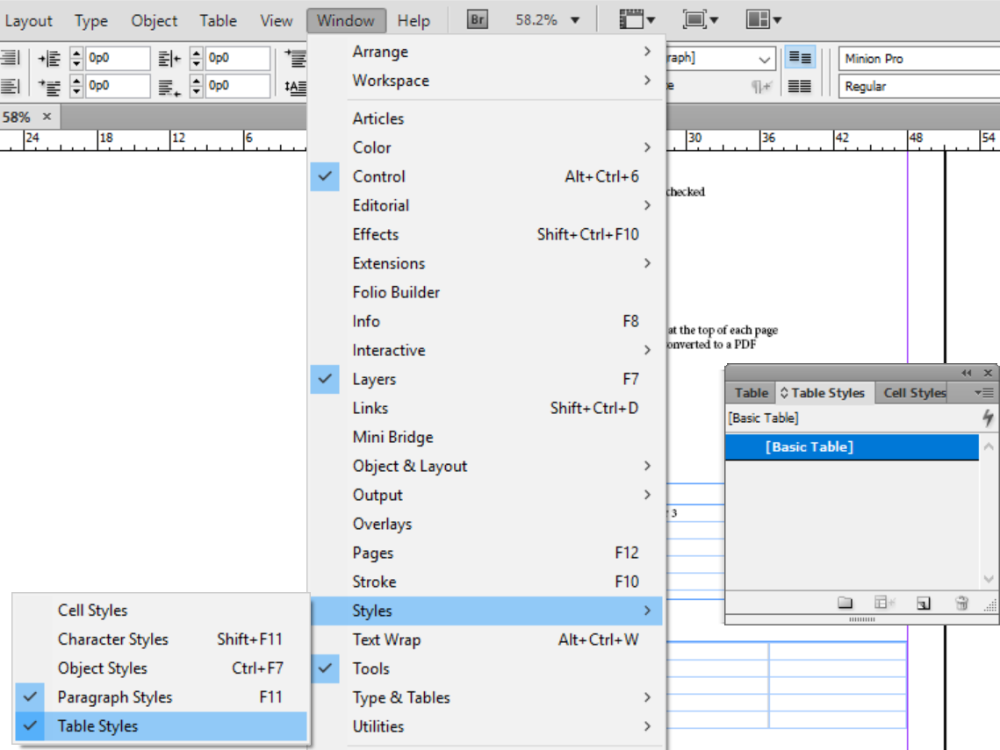 Layout Type Object Table View Window Help Br 58.2%
0p0 0p0 raph] Minion Pro
0p0 0p0 Regular
58% ×
24 18 12 6 30 36 42 48 54
Arrange
Workspace
Articles
Color
Control Alt+Ctrl+6
checked
Editorial
Effects Shift+Ctrl+F10
Extensions
Folio Builder
Info F8
at the top of each page
Interactive
onverted to a PDF
Layers F7
Table Table Styles Cell Styles
Links Shift+Ctrl+D
[Basic Table]
Mini Bridge
[Basic Table]
Object & Layout
Output
3
Overlays
Pages F12
Stroke F10
Styles
Text Wrap Alt+Ctrl+W
Tools
Type & Tables
Utilities
Cell Styles
Character Styles Shift+F11
Object Styles Ctrl+F7
Paragraph Styles F11
Table Styles